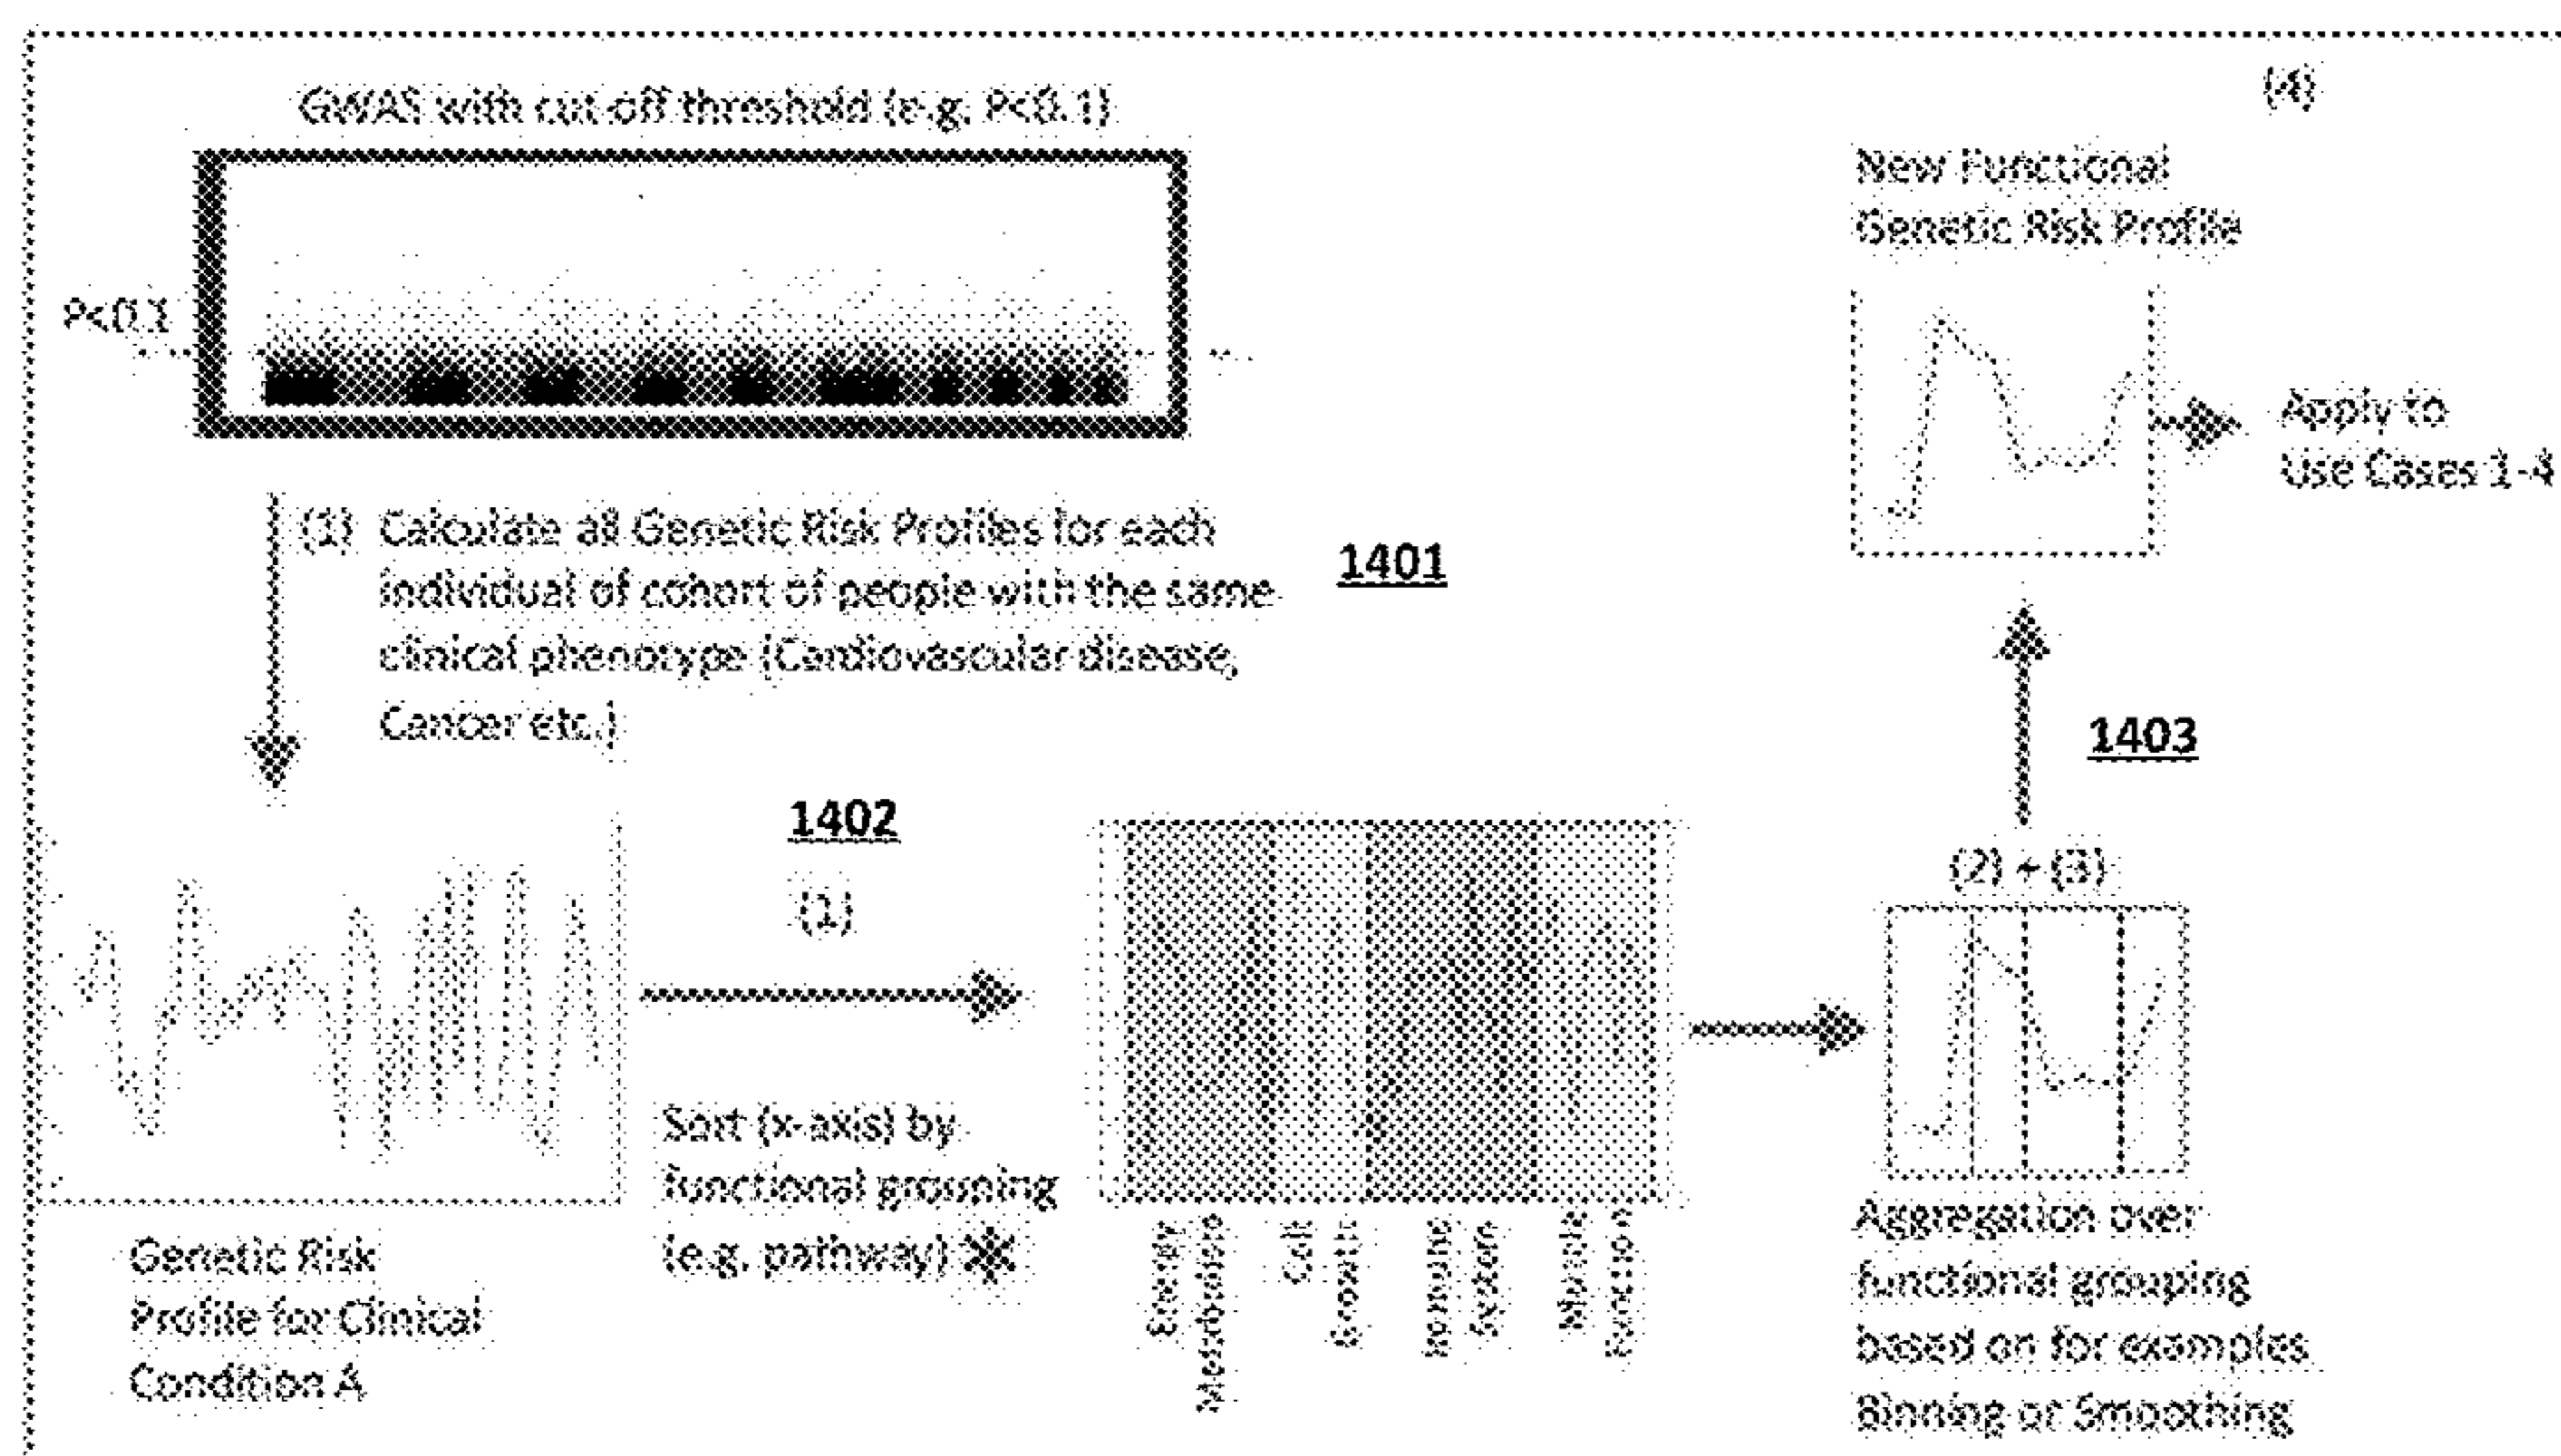 GWAS with cut off threshold (e.g. P<0.1)
P<0.1
(1) Calculate all Genetic Risk Profiles for each
individual of cohort of people with the same
clinical phenotype (Cardiovascular disease,
Cancer etc.)
1401
1402
(1)
Sort (x-axis) by
functional grouping
(e.g. pathway) *
Genetic Risk
Profile for Clinical
Condition A
Energy
Metabolism
Cell
Growth
Immune
System
Muscle
Function
(2) + (3)
Aggregation over
functional grouping
based on for examples
Binning or Smoothing
1403
(4)
New Functional
Genetic Risk Profile
Apply to
Use Cases 1-4